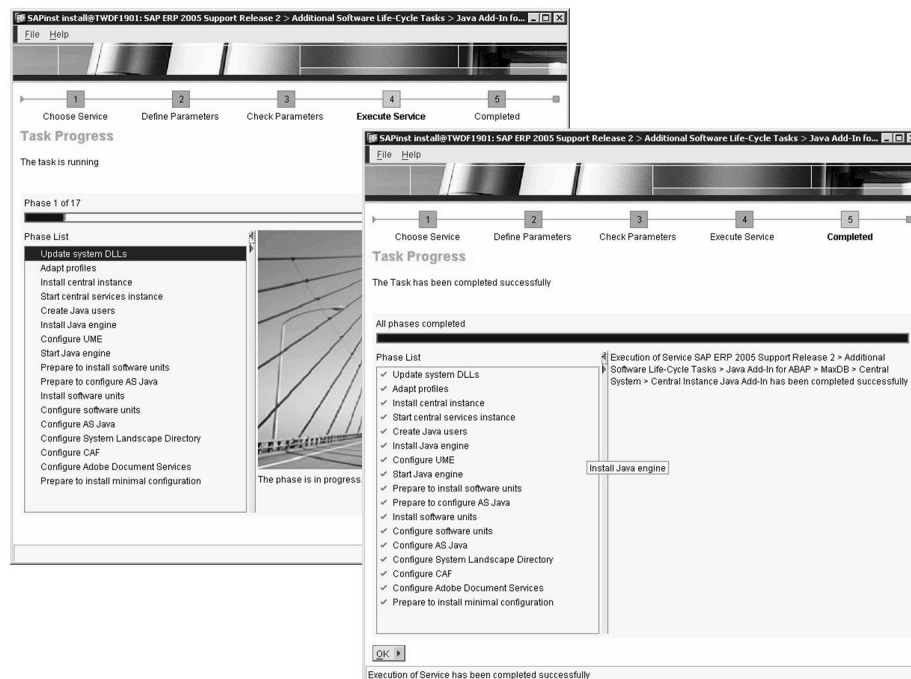 SAPinst install@TWDF1901: SAP ERP 2005 Support Release 2 > Additional Software Life-Cycle Tasks > Java Add-In fo...
File Help
1 2 3 4 5
Choose Service Define Parameters Check Parameters Execute Service Completed
Task Progress
The task is running
Phase 1 of 17
Phase List
Update system DLLs
Adapt profiles
Install central instance
Start central services instance
Create Java users
Install Java engine
Configure UME
Start Java engine
Prepare to install software units
Prepare to configure AS Java
Install software units
Configure software units
Configure AS Java
Configure System Landscape Directory
Configure CAF
Configure Adobe Document Services
Prepare to install minimal configuration
The phase is in progress.
SAPinst install@TWDF1901: SAP ERP 2005 Support Release 2 > Additional Software Life-Cycle Tasks > Java Add-In fo...
File Help
1 2 3 4 5
Choose Service Define Parameters Check Parameters Execute Service Completed
Task Progress
The Task has been completed successfully
All phases completed
Phase List
Update system DLLs
Adapt profiles
Install central instance
Start central services instance
Create Java users
Install Java engine
Configure UME
Start Java engine
Prepare to install software units
Prepare to configure AS Java
Install software units
Configure software units
Configure AS Java
Configure System Landscape Directory
Configure CAF
Configure Adobe Document Services
Prepare to install minimal configuration
Execution of Service SAP ERP 2005 Support Release 2 > Additional
Software Life-Cycle Tasks > Java Add-In for ABAP > MaxDB > Central
System > Central Instance Java Add-In has been completed successfully
Install Java engine
OK
Execution of Service has been completed successfully